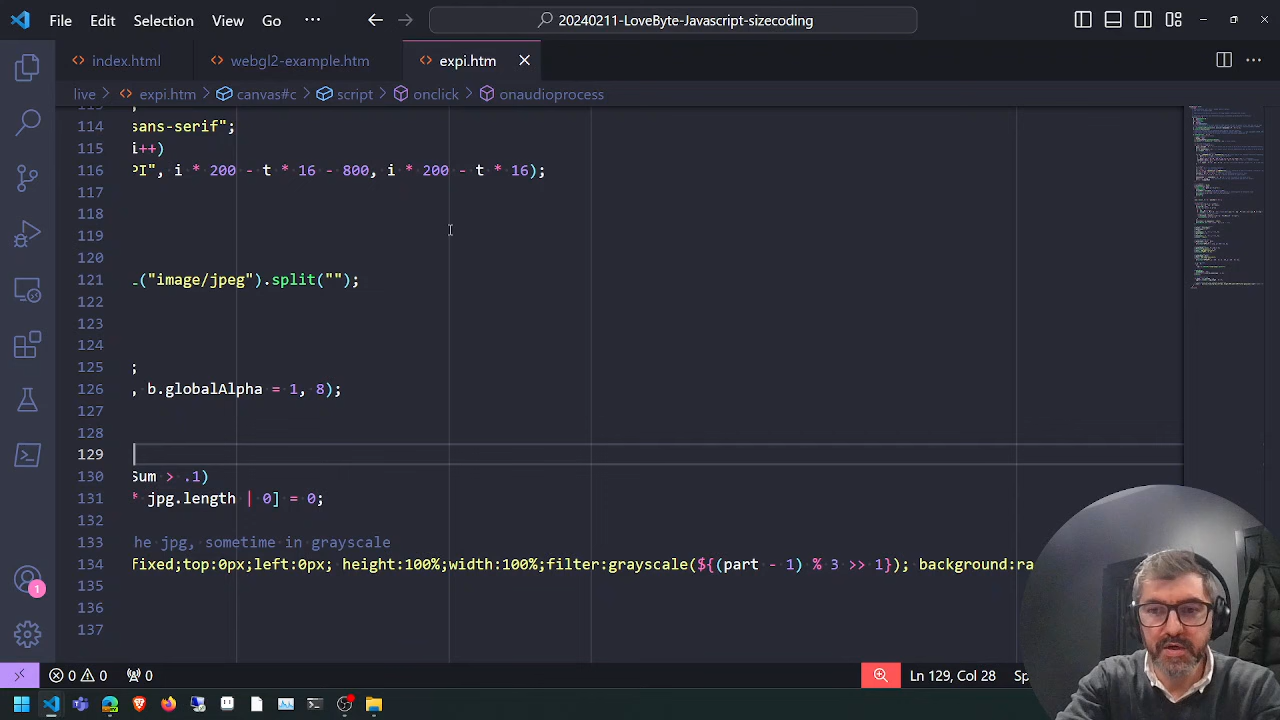 File Edit Selection View Go ···
20240211-LoveByte-Javascript-sizecoding
index.html webgl2-example.htm expi.htm
live > expi.htm > canvas#c > script > onclick > onaudioprocess
114 sans-serif";
115 i++)
116 PI", i * 200 - t * 16 - 800, i * 200 - t * 16);
117
118
119
120
121 ("image/jpeg").split("");
122
123
124
125 ;
126 , b.globalAlpha = 1, 8);
127
128
129
130 Sum > .1)
131 * jpg.length | 0] = 0;
132
133 he jpg, sometime in grayscale
134 fixed;top:0px;left:0px; height:100%;width:100%;filter:grayscale(${(part - 1) % 3 >> 1}); background:ra
135
136
137
1
0 0 0 Ln 129, Col 28 Sp